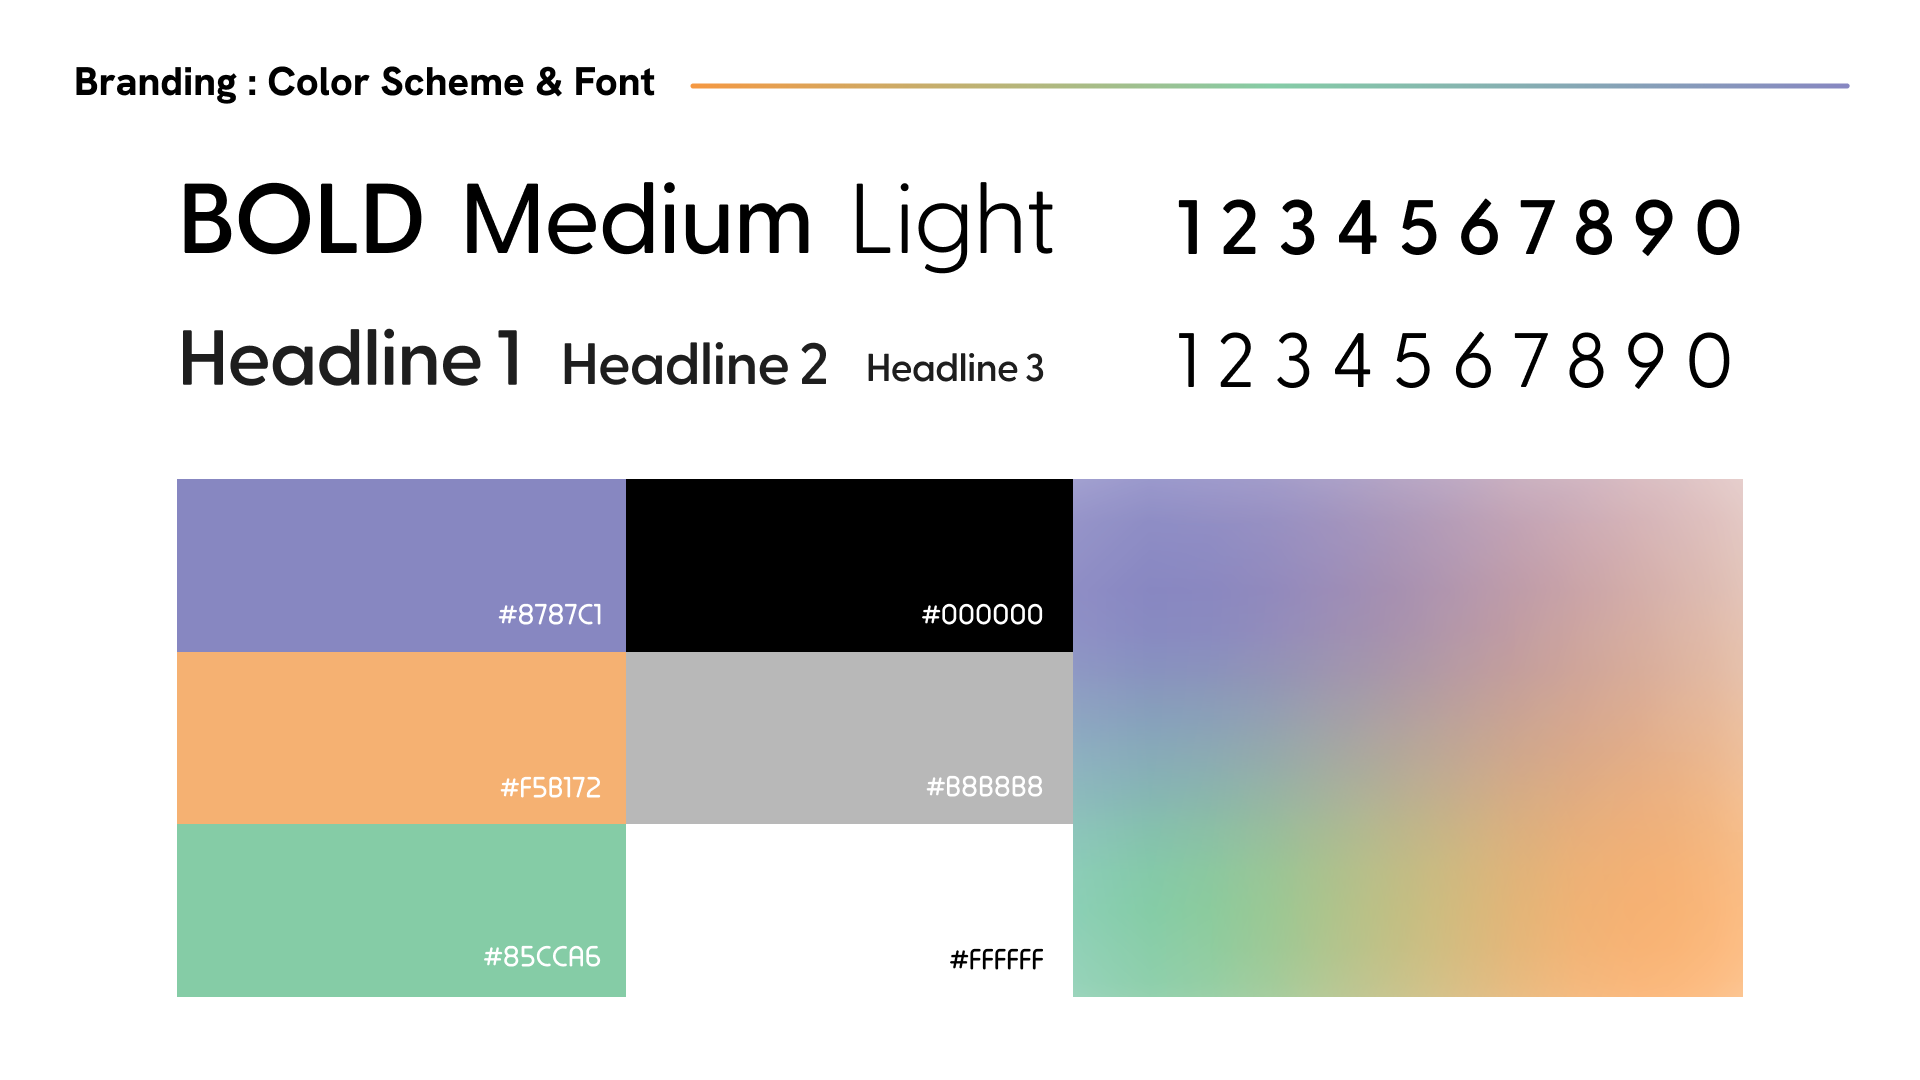 Branding : Color Scheme & Font
BOLD Medium Light
1 2 3 4 5 6 7 8 9 0
Headline 1 Headline 2 Headline 3
1 2 3 4 5 6 7 8 9 0
#8787C1
#000000
#F5B172
#B8B8B8
#85CCA6
#FFFFFF